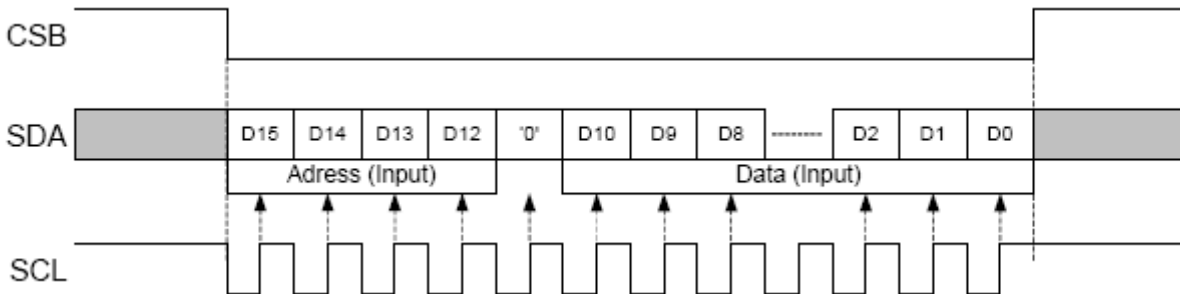 CSB
SDA D15 D14 D13 D12 '0' D10 D9 D8 -------- D2 D1 D0
Adress (Input) Data (Input)
SCL